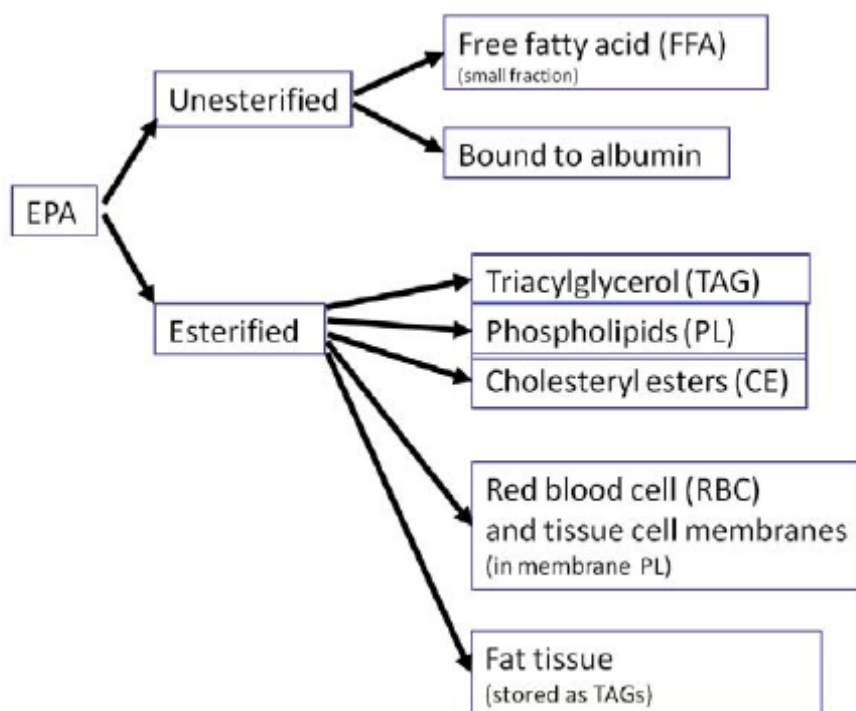 Free fatty acid (FFA)
(small fraction)
Unesterified
Bound to albumin
EPA
Triacylglycerol (TAG)
Esterified
Phospholipids (PL)
Cholesteryl esters (CE)
Red blood cell (RBC)
and tissue cell membranes
(in membrane PL)
Fat tissue
(stored as TAGs)